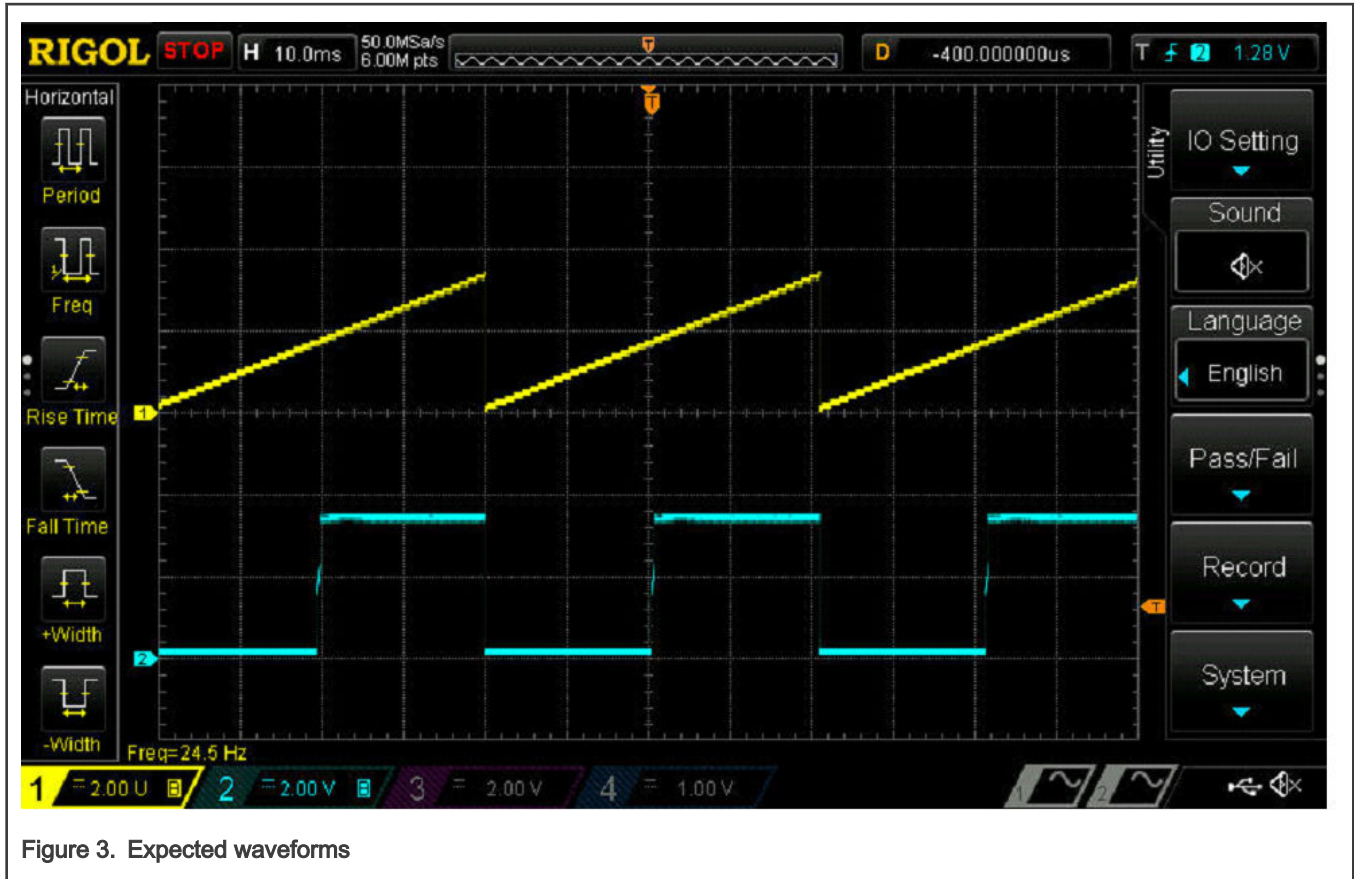 RIGOL STOP H 10.0ms 50.0MSa/s 6.00M pts T D -400.000000us T 2 1.28 V
Horizontal
Period
Freq
Rise Time
Fall Time
+Width
-Width
T
1
2
T
Freq=24.5 Hz
Utility
IO Setting
Sound
Language
English
Pass/Fail
Record
System
1 2.00 U B 2 2.00 V B 3 2.00 V 4 1.00 V 1 2
Figure 3. Expected waveforms